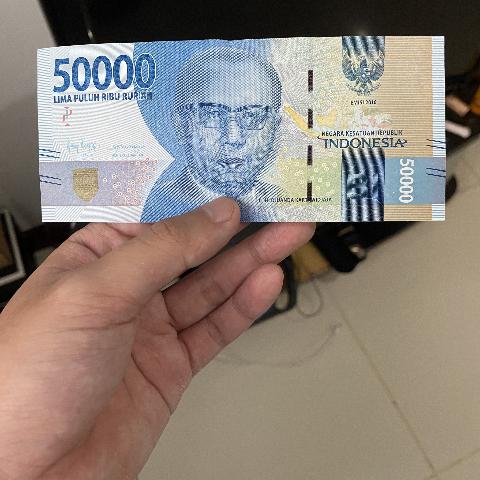 50000
LIMA PULUH RIBU RUPIAH
EMISI 2016
NEGARA KESATUAN REPUBLIK
INDONESIA
50000